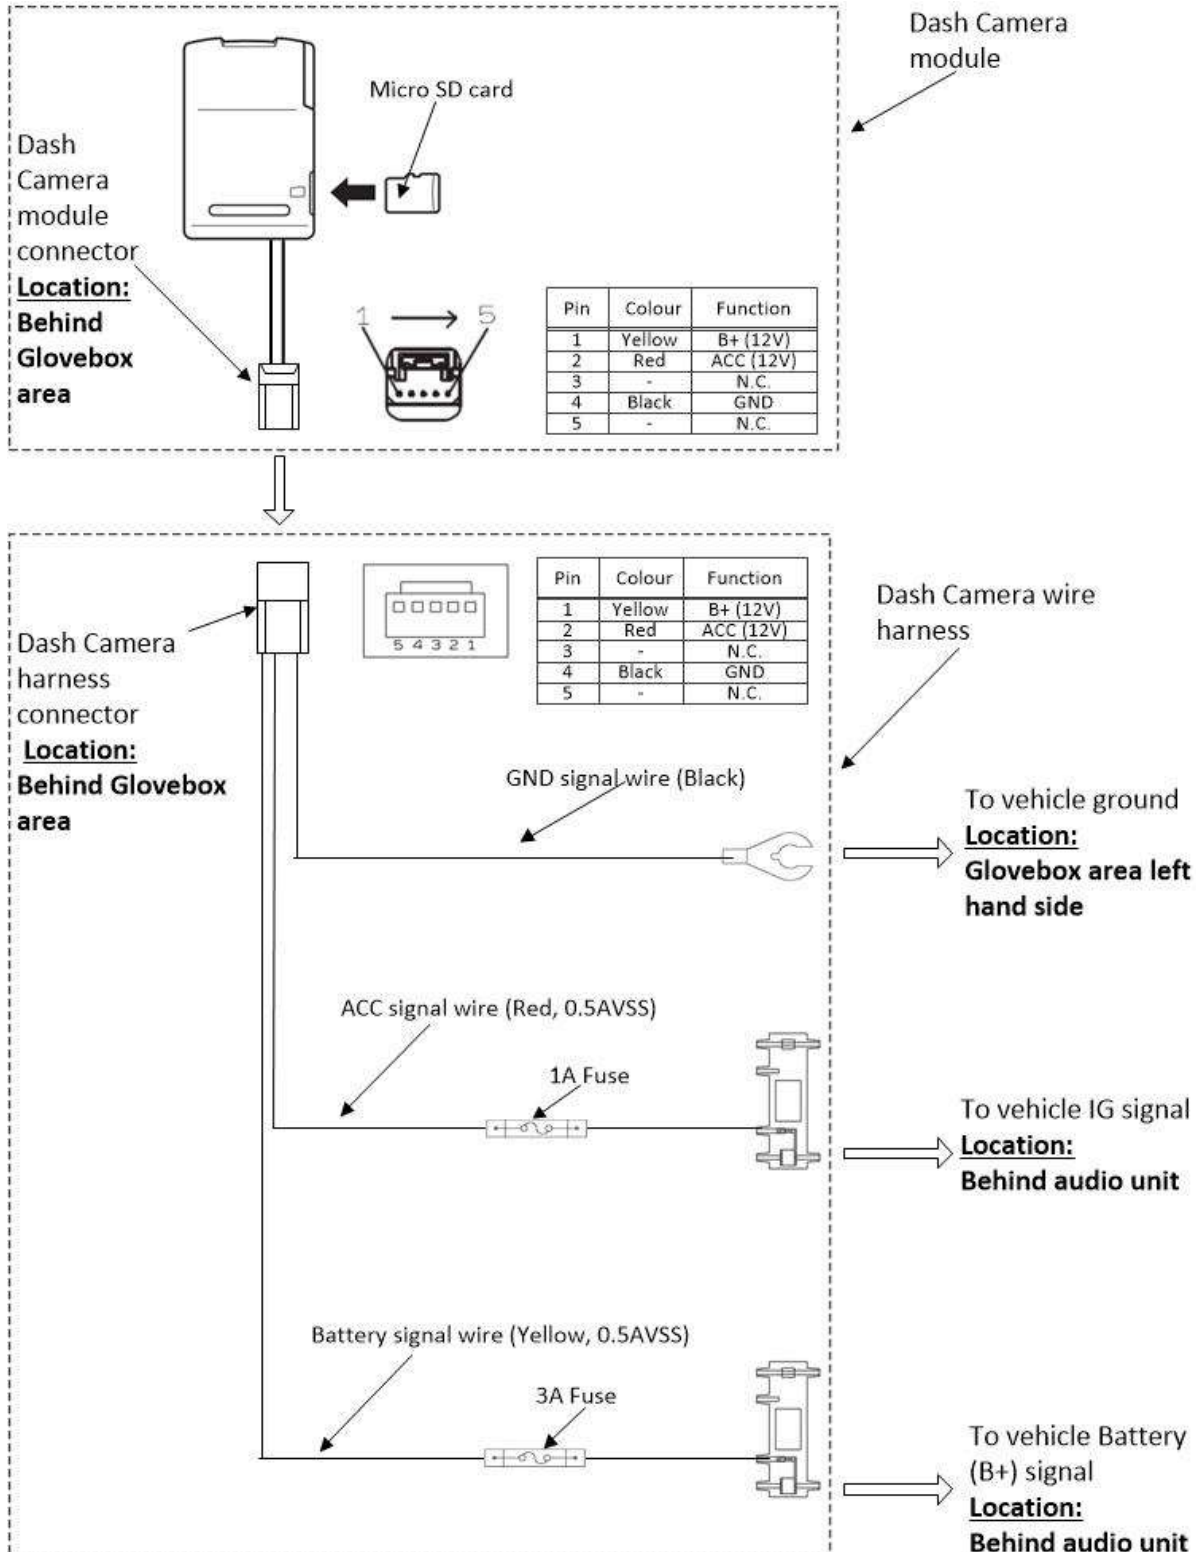 Dash Camera
module
Micro SD card
Dash
Camera
module
connector
Location:
Behind
Glovebox
area
1 5
Pin Colour Function
1 Yellow B+ (12V)
2 Red ACC (12V)
3 - N.C.
4 Black GND
5 - N.C.
Dash Camera
harness
connector
Location:
Behind Glovebox
area
5 4 3 2 1
Pin Colour Function
1 Yellow B+ (12V)
2 Red ACC (12V)
3 - N.C.
4 Black GND
5 - N.C.
Dash Camera wire
harness
GND signal wire (Black)
To vehicle ground
Location:
Glovebox area left
hand side
ACC signal wire (Red, 0.5AVSS)
1A Fuse
To vehicle IG signal
Location:
Behind audio unit
Battery signal wire (Yellow, 0.5AVSS)
3A Fuse
To vehicle Battery
(B+) signal
Location:
Behind audio unit